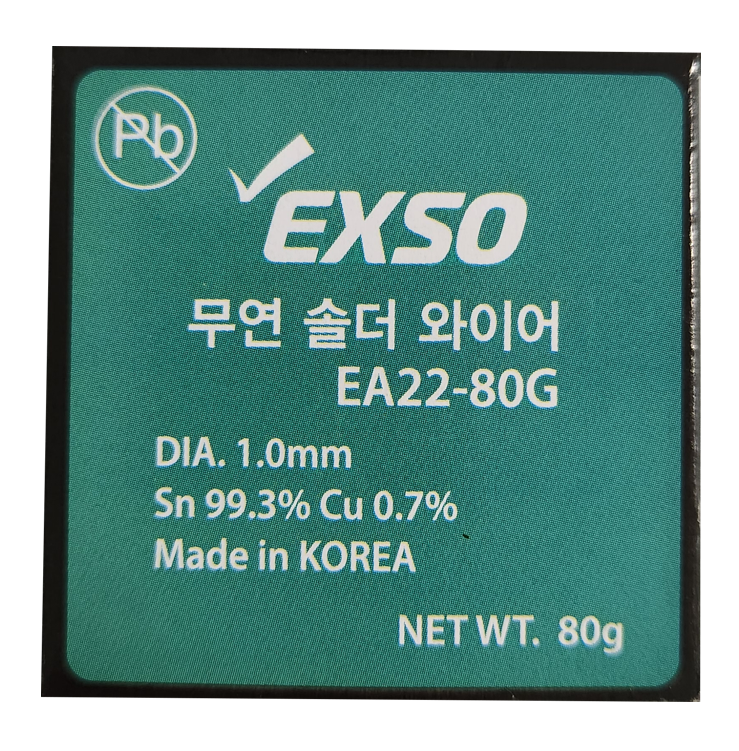 Pb
EXSO
무연 솔더 와이어
EA22-80G
DIA. 1.0mm
Sn 99.3% Cu 0.7%
Made in KOREA
NET WT. 80g